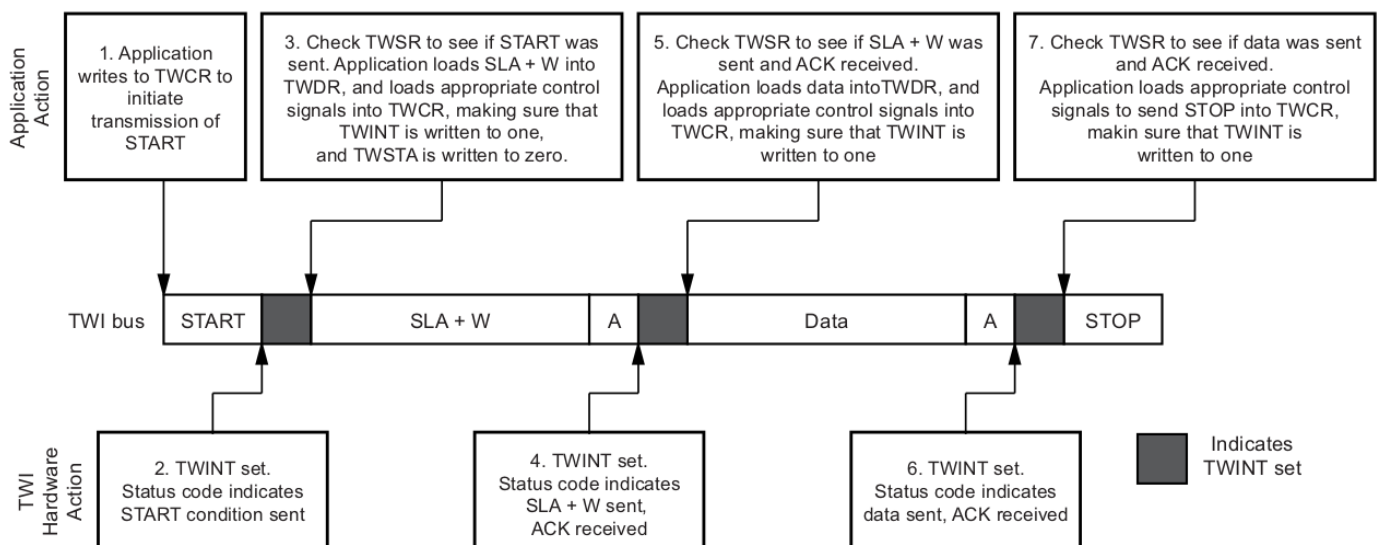 Application
Action
1. Application
writes to TWCR to
initiate
transmission of
START
3. Check TWSR to see if START was
sent. Application loads SLA + W into
TWDR, and loads appropriate control
signals into TWCR, making sure that
TWINT is written to one,
and TWSTA is written to zero.
5. Check TWSR to see if SLA + W was
sent and ACK received.
Application loads data intoTWDR, and
loads appropriate control signals into
TWCR, making sure that TWINT is
written to one
7. Check TWSR to see if data was sent
and ACK received.
Application loads appropriate control
signals to send STOP into TWCR,
makin sure that TWINT is
written to one
TWI bus
START
SLA + W
A
Data
A
STOP
TWI
Hardware
Action
2. TWINT set.
Status code indicates
START condition sent
4. TWINT set.
Status code indicates
SLA + W sent,
ACK received
6. TWINT set.
Status code indicates
data sent, ACK received
Indicates
TWINT set